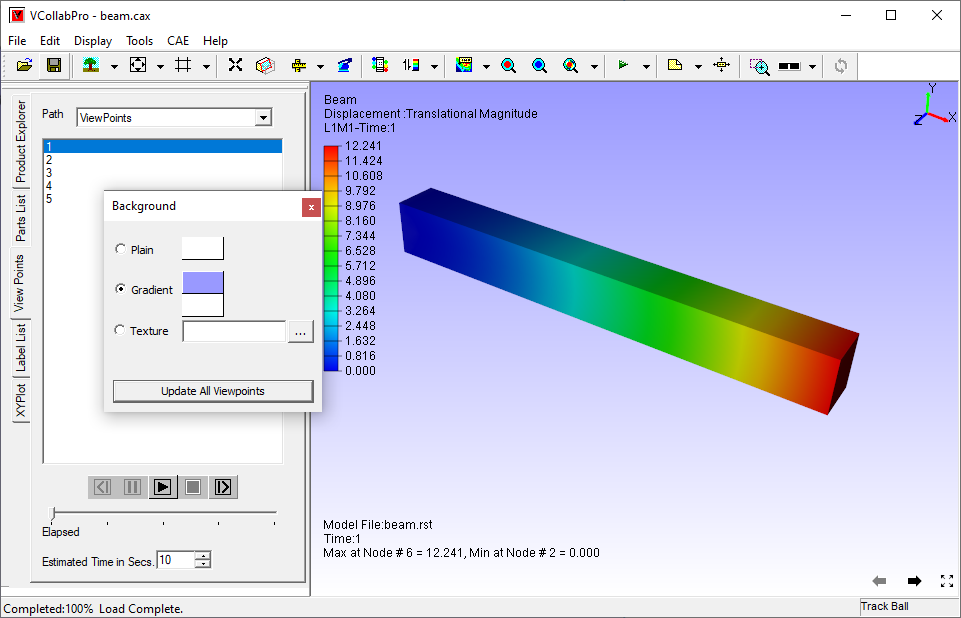 VCollabPro - beam.cax
File Edit Display Tools CAE Help
Product Explorer
Parts List
View Points
Label List
XYPlot
Path ViewPoints
1
2
3
4
5
Background
x
Plain
Gradient
Texture ...
Update All Viewpoints
Elapsed
Estimated Time in Secs. 10
Beam
Displacement :Translational Magnitude
L1M1-Time:1
12.241
11.424
10.608
9.792
8.976
8.160
7.344
6.528
5.712
4.896
4.080
3.264
2.448
1.632
0.816
0.000
Y
Z X
Model File:beam.rst
Time:1
Max at Node # 6 = 12.241, Min at Node # 2 = 0.000
Completed:100% Load Complete.
Track Ball